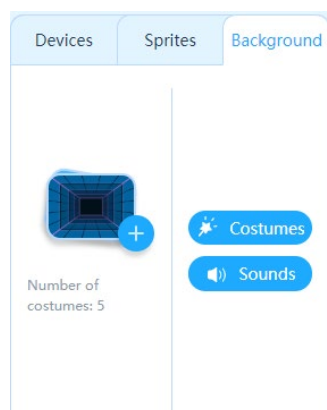 Devices
Sprites
Background
Costumes
Sounds
Number of
costumes: 5